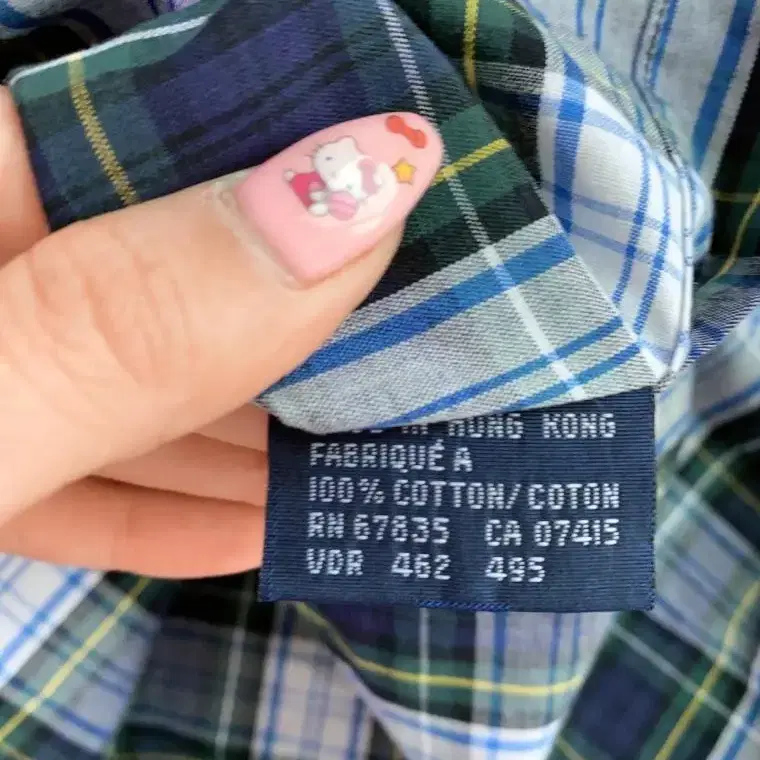 HONG KONG
FABRIQUÉ A
100% COTTON/COTON
RN 67835 CA 07415
VDR 462 495